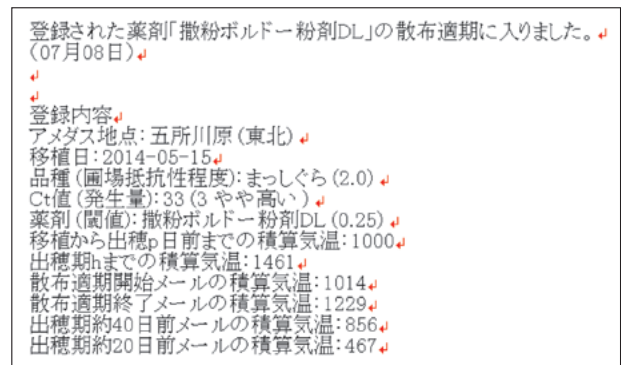 登録された薬剤「撒粉ボルドー粉剤DL」の散布適期に入りました。
(07月08日)
登録内容
アメダス地点:五所川原(東北)
移植日:2014-05-15
品種(圃場抵抗性程度):まっしぐら(2.0)
Ct値(発生量):33(3 やや高い)
薬剤(閾値):撒粉ボルドー粉剤DL(0.25)
移植から出穂p日前までの積算気温:1000
出穂期hまでの積算気温:1461
散布適期開始メールの積算気温:1014
散布適期終了メールの積算気温:1229
出穂期約40日前メールの積算気温:856
出穂期約20日前メールの積算気温:467